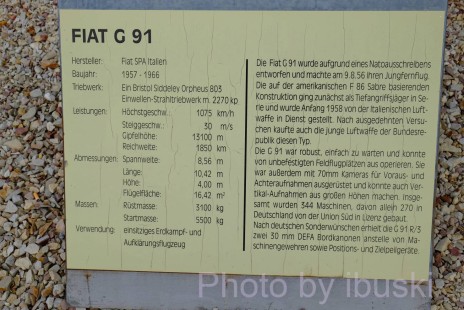 FIAT G 91
Hersteller: Fiat SPA Italien
Baujahr: 1957 - 1966
Triebwerk: Ein Bristol Siddeley Orpheus 803
Einwellen-Strahltriebwerk m. 2270 kp
Leistungen: Höchstgeschw. 1075 km/h
Steiggeschw. 30 m/s
Gipfelhöhe: 13100 m
Reichweite: 1850 km
Abmessungen: Spannweite: 8,56 m
Länge: 10,42 m
Höhe: 4,00 m
Flügelfläche: 16,42 m²
Massen: Rüstmasse: 3100 kg
Startmasse: 5500 kg
Verwendung: einsitziges Erdkampf- und
Aufklärungsflugzeug
Die Fiat G 91 wurde aufgrund eines Natoausschreibens
entworfen und machte am 9.8.56 ihren Jungfernflug.
Die auf der amerikanischen F 86 Sabre basierenden
Konstruktion ging zunächst als Tiefangriffsjäger in Se-
rie und wurde Anfang 1958 von der italienischen Luft-
waffe in Dienst gestellt. Nach ausgedehnten Versu-
chen kaufte auch die junge Luftwaffe der Bundesre-
publik diesen Typ.
Die G 91 war robust, einfach zu warten und konnte
von unbefestigten Feldflugplätzen aus operieren. Sie
war außerdem mit 70mm Kameras für Voraus- und
Achteraufnahmen ausgerüstet und konnte auch Ver-
tikal-Aufnahmen aus großen Höhen machen. Insge-
samt wurden 344 Maschinen, davon allein 270 in
Deutschland von der Union Süd in Lizenz gebaut.
Nach deutschen Sonderwünschen erhielt die G 91 R/3
zwei 30 mm DEFA Bordkanonen (anstelle von Ma-
schinengewehren sowie Positions- und Zielpeilgeräte.
Photo by ibuski